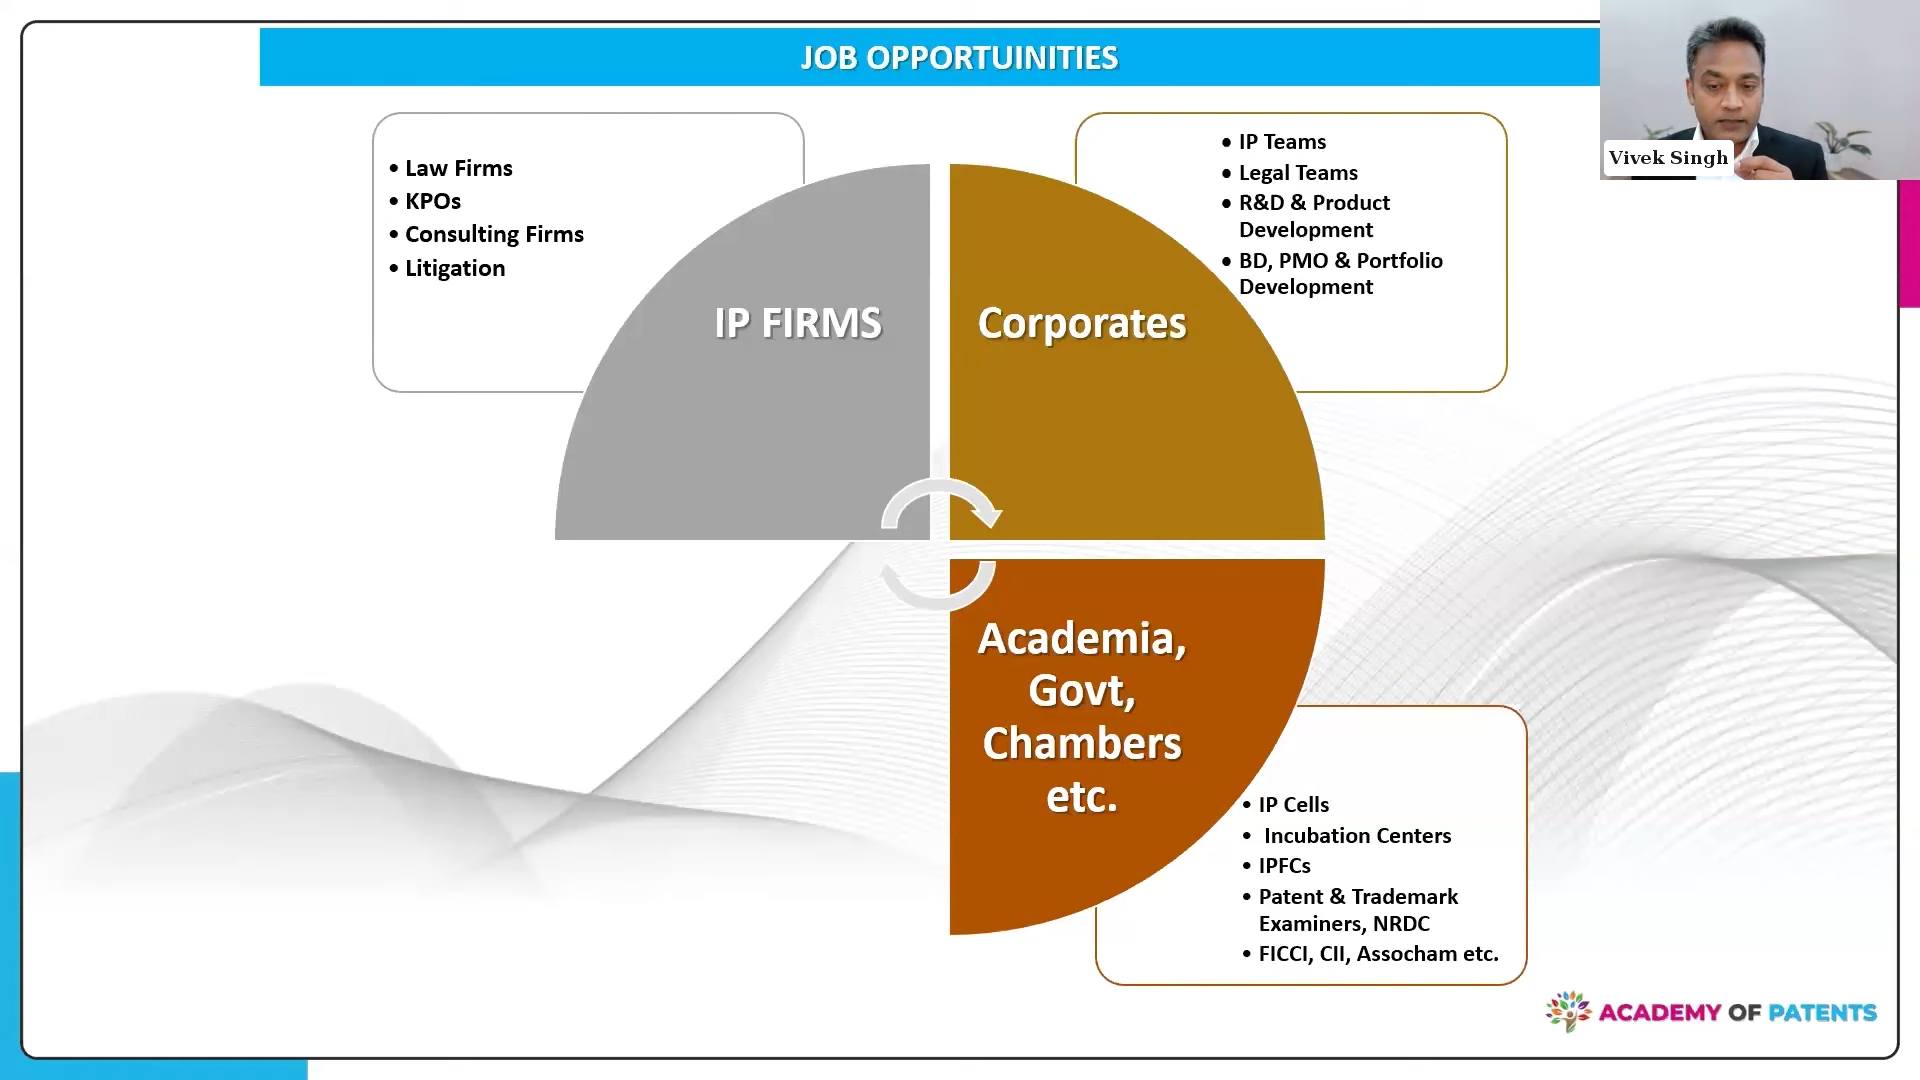 JOB OPPORTUINITIES
Vivek Singh
• Law Firms
• KPOs
• Consulting Firms
• Litigation
IP FIRMS
• IP Teams
• Legal Teams
• R&D & Product
Development
• BD, PMO & Portfolio
Development
Corporates
Academia,
Govt,
Chambers
etc.
• IP Cells
• Incubation Centers
• IPFCs
• Patent & Trademark
Examiners, NRDC
• FICCI, CII, Assocham etc.
ACADEMY OF PATENTS